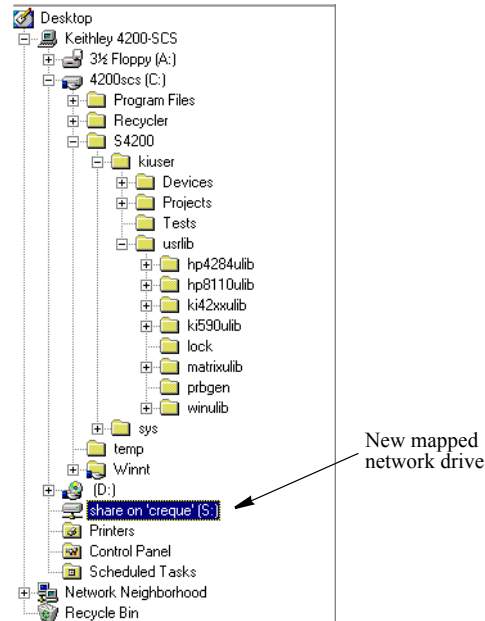 Desktop
Keithley 4200-SCS
3½ Floppy (A:)
4200scs (C:)
Program Files
Recycler
S4200
kiuser
Devices
Projects
Tests
usrlib
hp4284ulib
hp8110ulib
ki42xxulib
ki590ulib
lock
matrixulib
prbgen
winulib
sys
temp
Winnt
(D:)
share on 'creque' (S:)
Printers
Control Panel
Scheduled Tasks
Network Neighborhood
Recycle Bin
New mapped
network drive